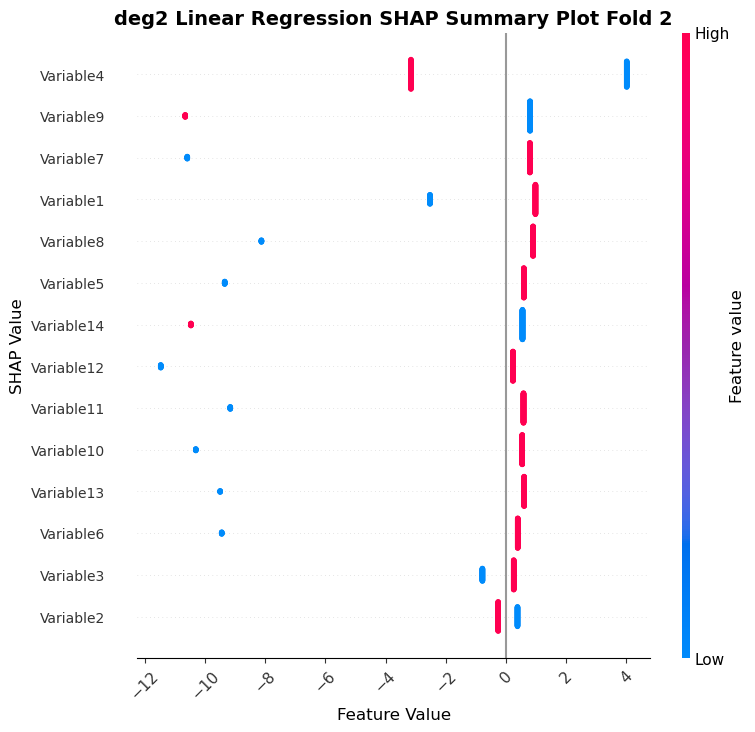 deg2 Linear Regression SHAP Summary Plot Fold 2
High
Variable4
Variable9
Variable7
Variable1
Variable8
Variable5
Variable14
Variable12
Variable11
Variable10
Variable13
Variable6
Variable3
Variable2
SHAP Value
Feature value
Low
−12
−10
−8
−6
−4
−2
0
2
4
Feature Value